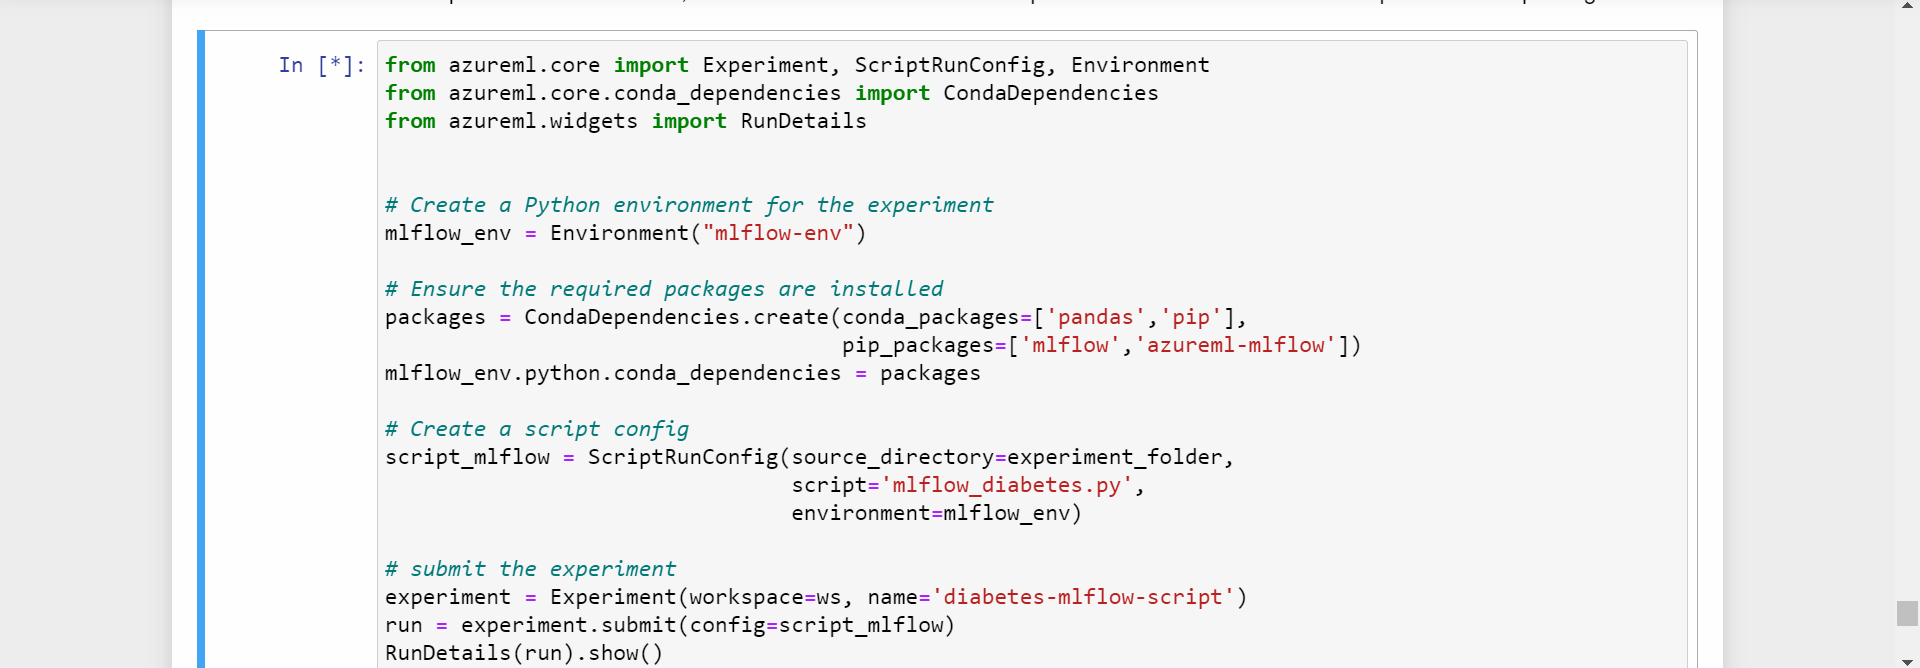 In [*]:
from azureml.core import Experiment, ScriptRunConfig, Environment
from azureml.core.conda_dependencies import CondaDependencies
from azureml.widgets import RunDetails
# Create a Python environment for the experiment
mlflow_env = Environment("mlflow-env")
# Ensure the required packages are installed
packages = CondaDependencies.create(conda_packages=['pandas','pip'],
pip_packages=['mlflow','azureml-mlflow'])
mlflow_env.python.conda_dependencies = packages
# Create a script config
script_mlflow = ScriptRunConfig(source_directory=experiment_folder,
script='mlflow_diabetes.py',
environment=mlflow_env)
# submit the experiment
experiment = Experiment(workspace=ws, name='diabetes-mlflow-script')
run = experiment.submit(config=script_mlflow)
RunDetails(run).show()